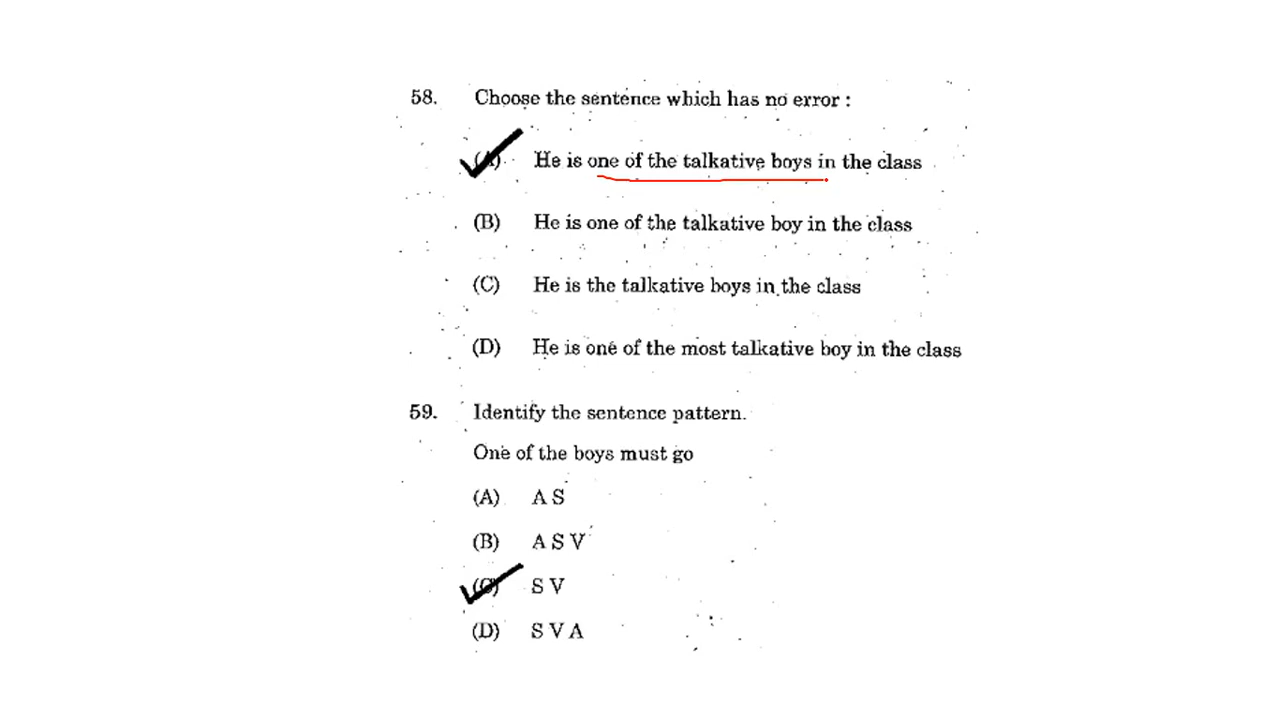 58. Choose the sentence which has no error :
(A) He is one of the talkative boys in the class
(B) He is one of the talkative boy in the class
(C) He is the talkative boys in the class
(D) He is one of the most talkative boy in the class
59. Identify the sentence pattern.
One of the boys must go
(A) A S
(B) A S V
(C) S V
(D) S V A